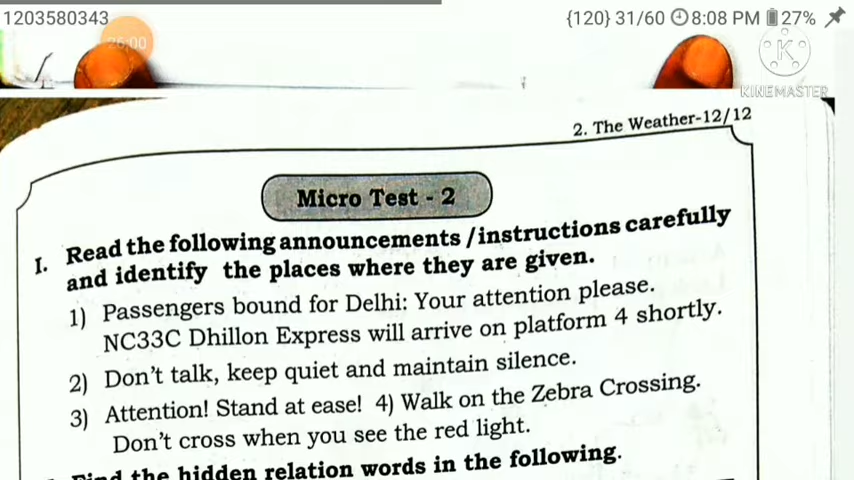 1203580343
{120} 31/60 8:08 PM 27%
26:00
K
KINEMASTER
2. The Weather-12/12
Micro Test - 2
I. Read the following announcements /instructions carefully
and identify the places where they are given.
1) Passengers bound for Delhi: Your attention please.
NC33C Dhillon Express will arrive on platform 4 shortly.
2) Don't talk, keep quiet and maintain silence.
3) Attention! Stand at ease! 4) Walk on the Zebra Crossing.
Don't cross when you see the red light.
Find the hidden relation words in the following.